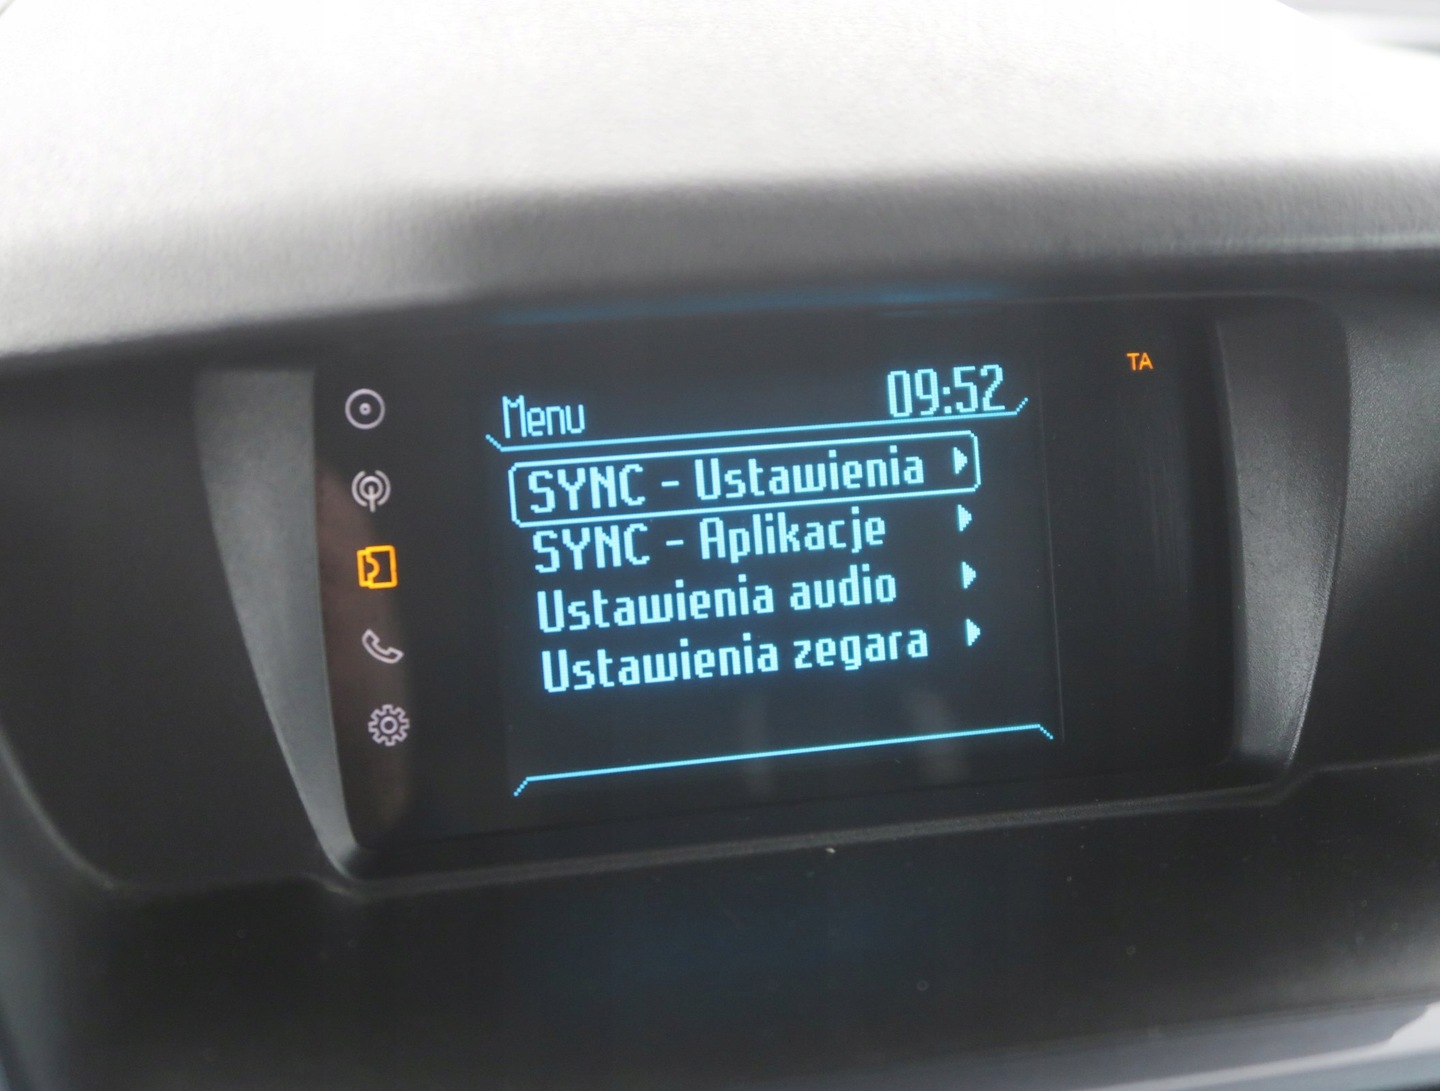 Menu 09:52 TA
SYNC - Ustawienia
SYNC - Aplikacje
Ustawienia audio
Ustawienia zegara